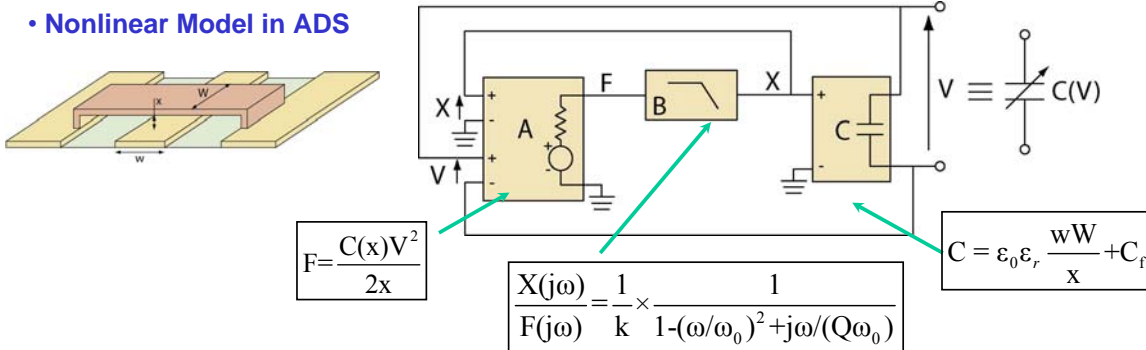 • Nonlinear Model in ADS
x
W
w
X
+
-
V
+
-
A
+
-
F
B
X
+
-
C
V ≡ C(V)
F=C(x)V²/2x
X(jω)/F(jω)=1/k×1/(1-(ω/ω₀)²+jω/(Qω₀))
C = ε₀εᵣ wW/x +C_f